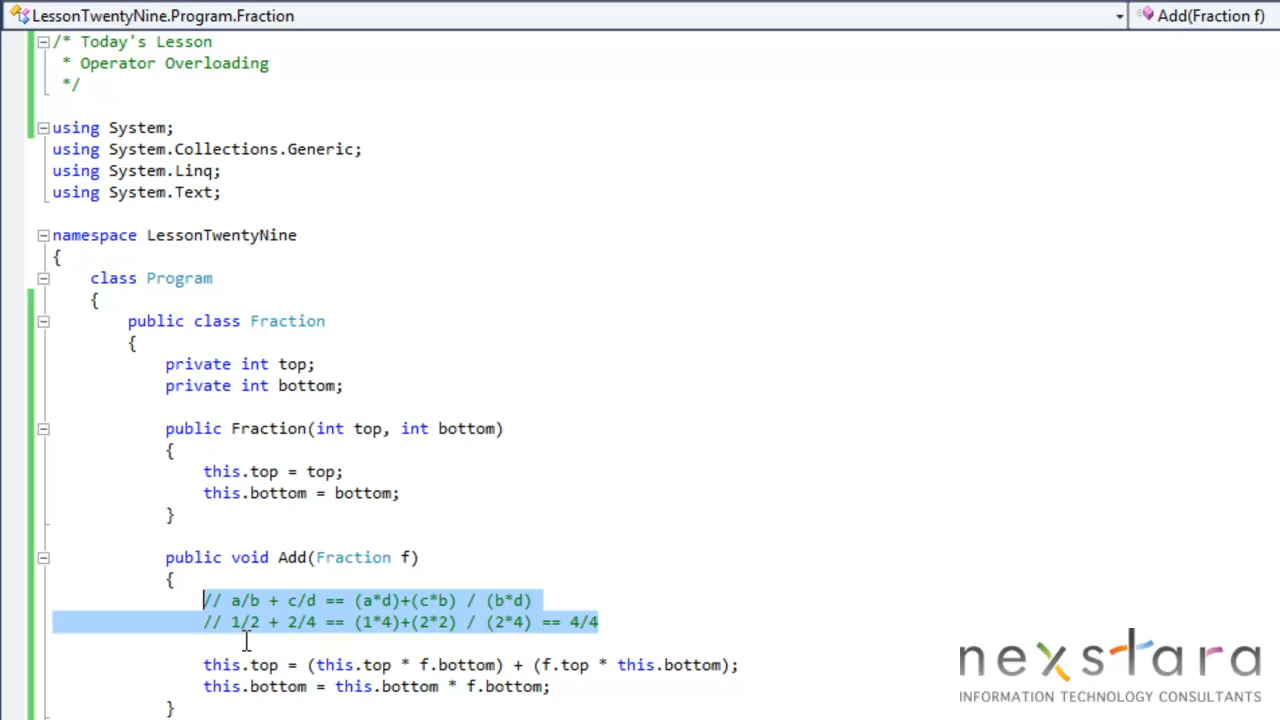 LessonTwentyNine.Program.Fraction
Add(Fraction f)
/* Today's Lesson
* Operator Overloading
*/
using System;
using System.Collections.Generic;
using System.Linq;
using System.Text;
namespace LessonTwentyNine
{
class Program
{
public class Fraction
{
private int top;
private int bottom;
public Fraction(int top, int bottom)
{
this.top = top;
this.bottom = bottom;
}
public void Add(Fraction f)
{
// a/b + c/d == (a*d)+(c*b) / (b*d)
// 1/2 + 2/4 == (1*4)+(2*2) / (2*4) == 4/4
this.top = (this.top * f.bottom) + (f.top * this.bottom);
this.bottom = this.bottom * f.bottom;
}
nexstara
INFORMATION TECHNOLOGY CONSULTANTS